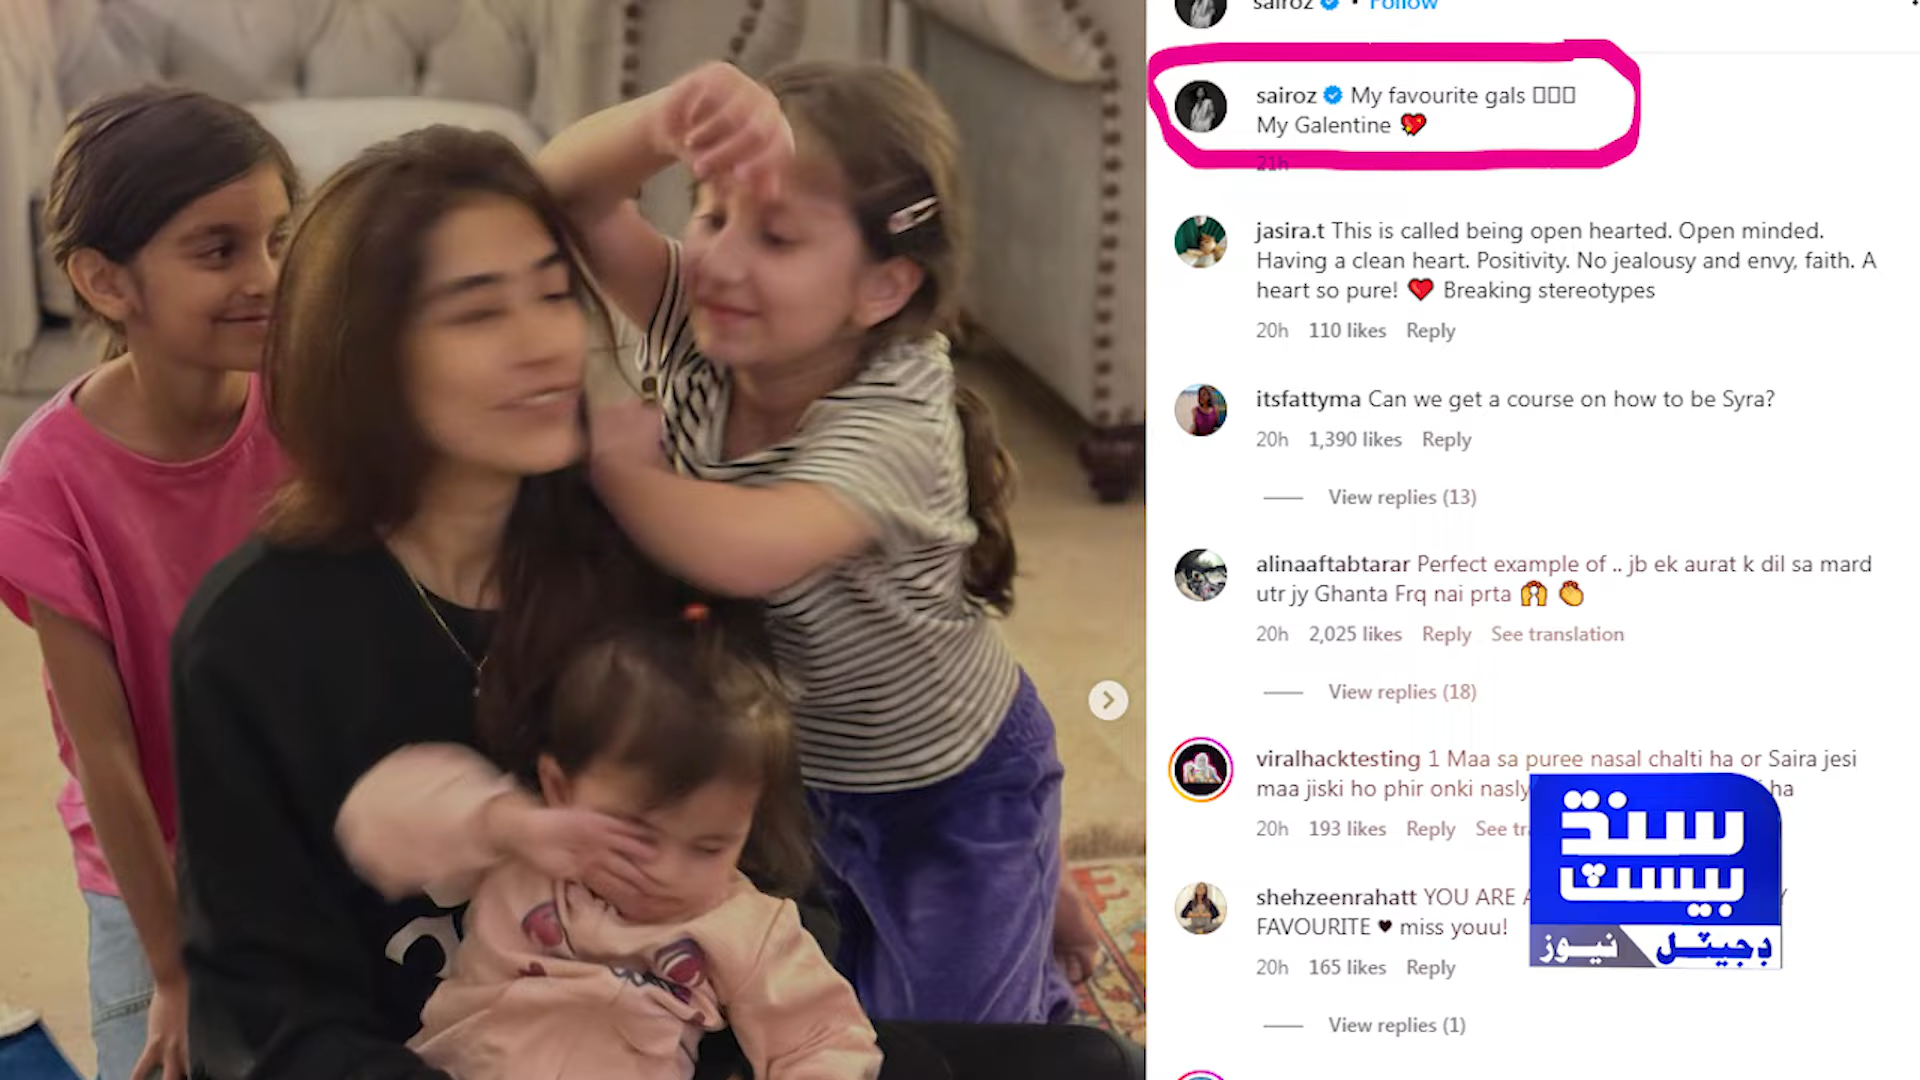 sairoz • Follow
sairoz My favourite gals
My Galentine 💘
21h
jasira.t This is called being open hearted. Open minded.
Having a clean heart. Positivity. No jealousy and envy, faith. A
heart so pure! ❤️ Breaking stereotypes
20h 110 likes Reply
itsfattyma Can we get a course on how to be Syra?
20h 1,390 likes Reply
View replies (13)
alinaaftabtarar Perfect example of .. jb ek aurat k dil sa mard
utr jy Ghanta Frq nai prta 🙌 👏
20h 2,025 likes Reply See translation
View replies (18)
viralhacktesting 1 Maa sa puree nasal chalti ha or Saira jesi
maa jiski ho phir onki nasly ha
20h 193 likes Reply See
shehzeenrahatt YOU ARE
FAVOURITE ♥ miss youu!
20h 165 likes Reply
View replies (1)
سنڌ
بيسٽ
ڊجيٽل نيوز